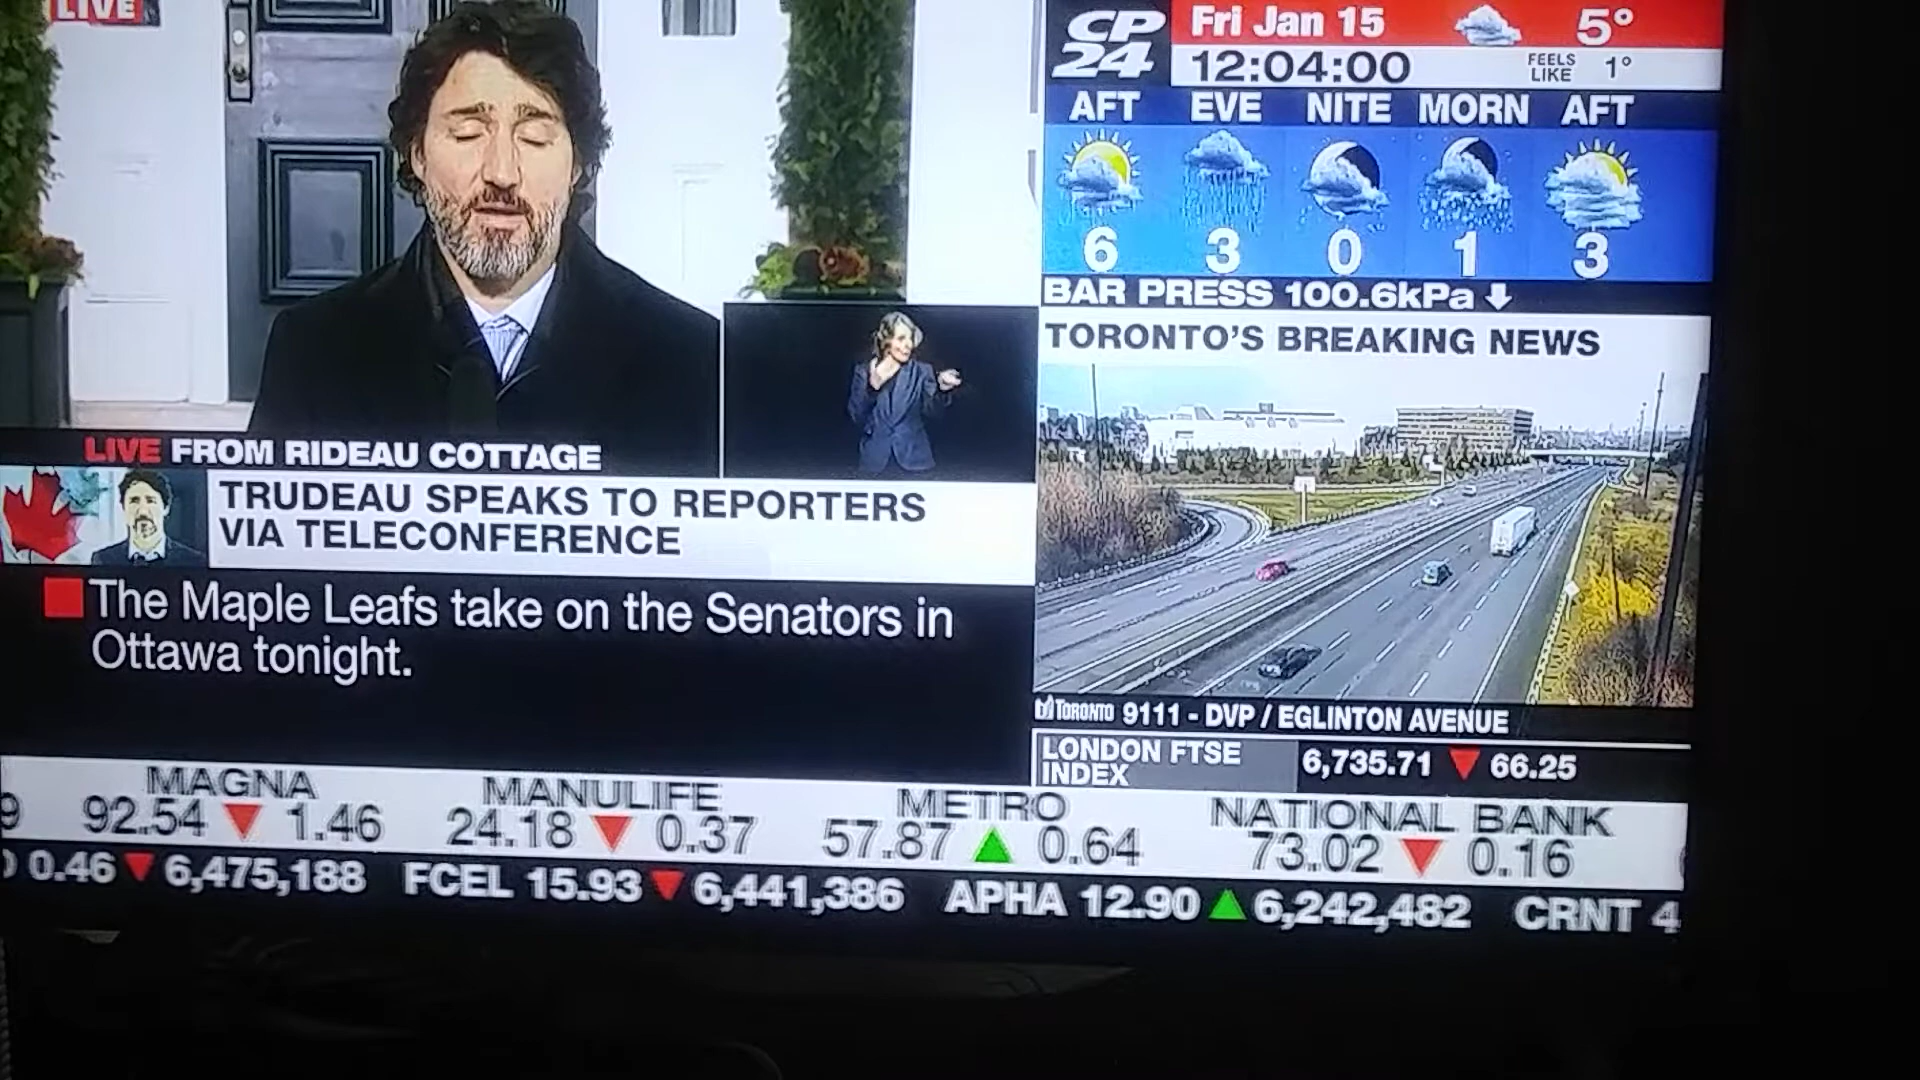 LIVE
CP
24
Fri Jan 15
5°
12:04:00
FEELS
LIKE
1°
AFT EVE NITE MORN AFT
6 3 0 1 3
BAR PRESS 100.6kPa
TORONTO'S BREAKING NEWS
LIVE FROM RIDEAU COTTAGE
TRUDEAU SPEAKS TO REPORTERS
VIA TELECONFERENCE
The Maple Leafs take on the Senators in
Ottawa tonight.
TORONTO 9111 - DVP / EGLINTON AVENUE
LONDON FTSE
INDEX
6,735.71 66.25
MAGNA MANULIFE METRO NATIONAL BANK
9 92.54 1.46 24.18 0.37 57.87 0.64 73.02 0.16
0.46 6,475,188 FCEL 15.93 6,441,386 APHA 12.90 6,242,482 CRNT 4